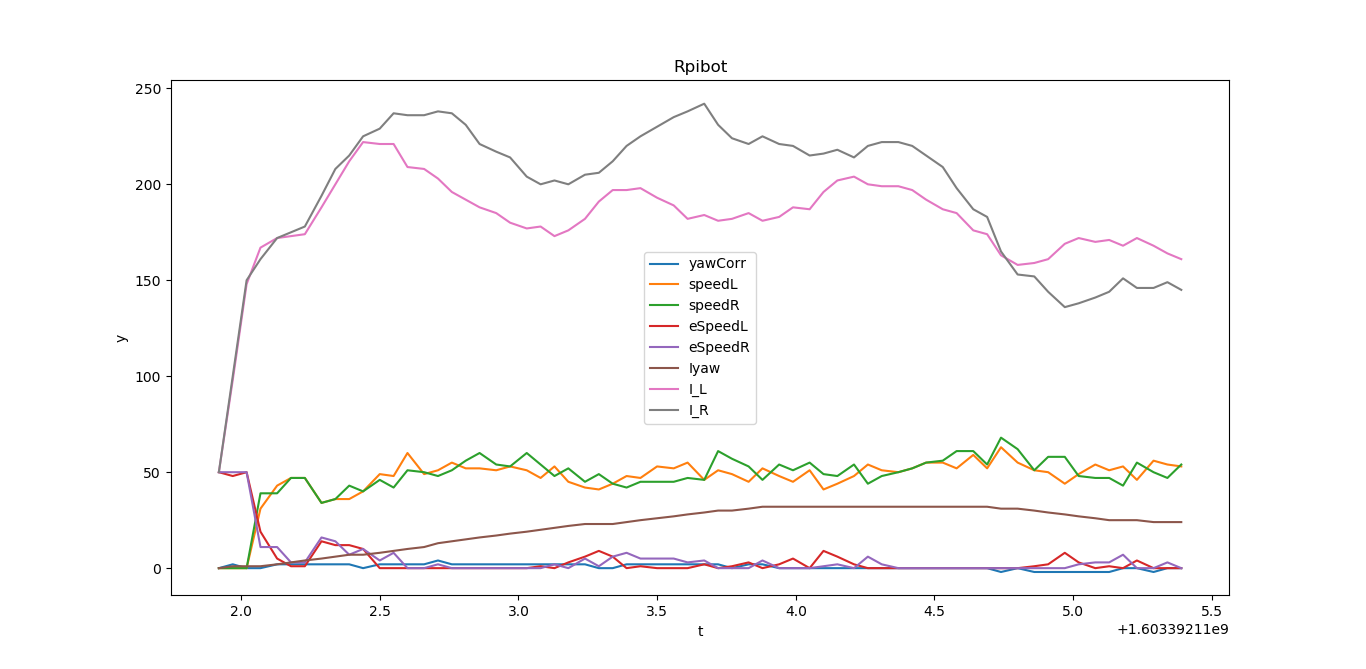 Rpibot
250
200
150
100
50
0
y
yawCorr
speedL
speedR
eSpeedL
eSpeedR
Iyaw
I_L
I_R
2.0 2.5 3.0 3.5 4.0 4.5 5.0 5.5
t
+1.60339211e9